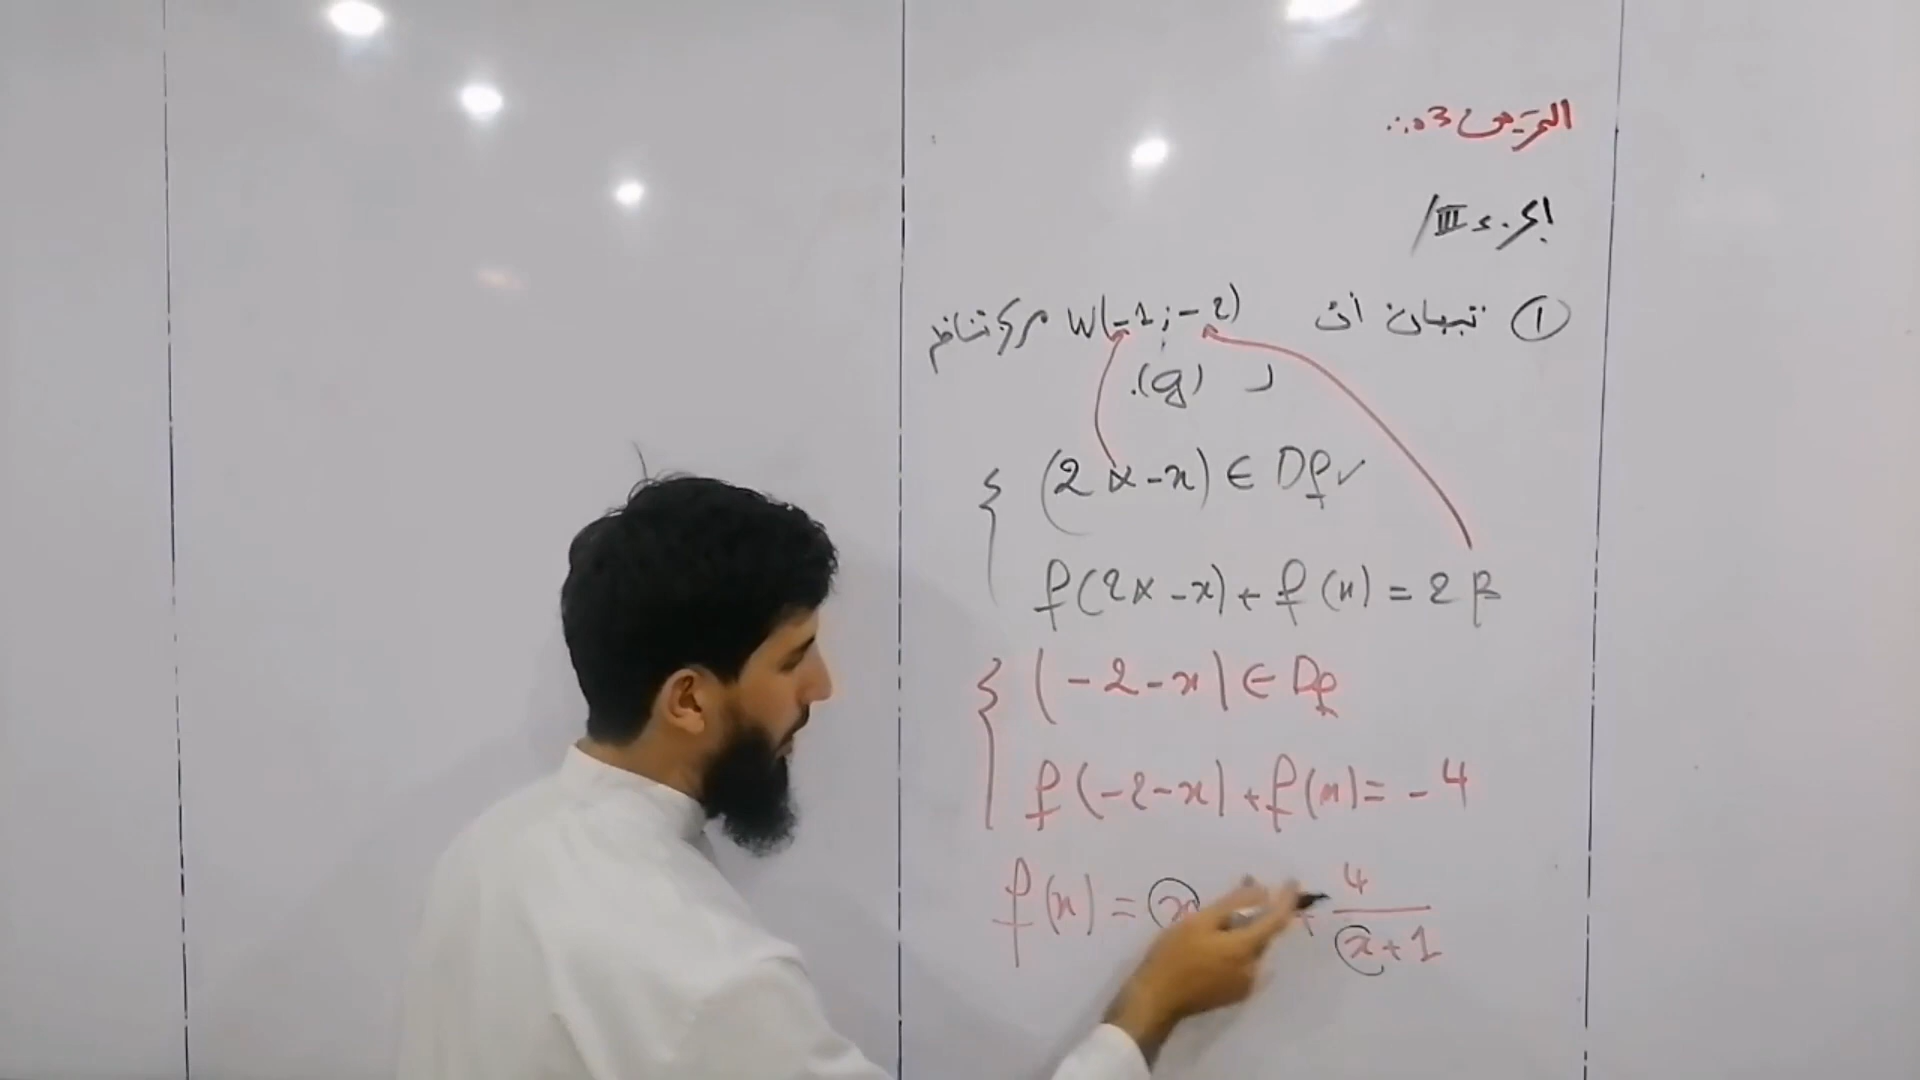 التمرين 03:
الجزء III/
① تبيان أن W(-1 ; -2) مركز تناظر
لـ (φ).
(2α-x) ∈ Df ✓
f(2α-x) + f(x) = 2β
(-2-x) ∈ Df
f(-2-x) + f(x) = -4
f(x) = x + 4/(x+1)